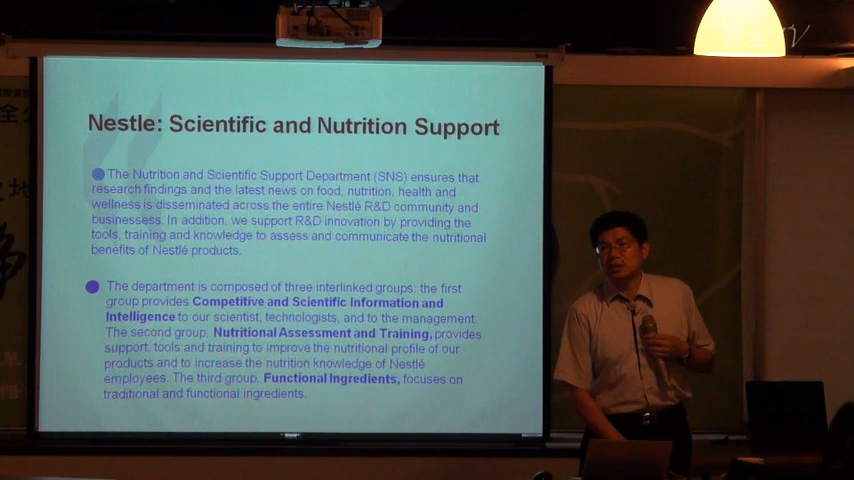 Nestle: Scientific and Nutrition Support
The Nutrition and Scientific Support Department (SNS) ensures that
research findings and the latest news on food, nutrition, health and
wellness is disseminated across the entire Nestlé R&D community and
businessess. In addition, we support R&D innovation by providing the
tools, training and knowledge to assess and communicate the nutritional
benefits of Nestlé products.
The department is composed of three interlinked groups: the first
group provides Competitive and Scientific Information and
Intelligence to our scientist, technologists, and to the management.
The second group, Nutritional Assessment and Training, provides
support, tools and training to improve the nutritional profile of our
products and to increase the nutrition knowledge of Nestlé
employees. The third group, Functional Ingredients, focuses on
traditional and functional ingredients.
全
地
TV